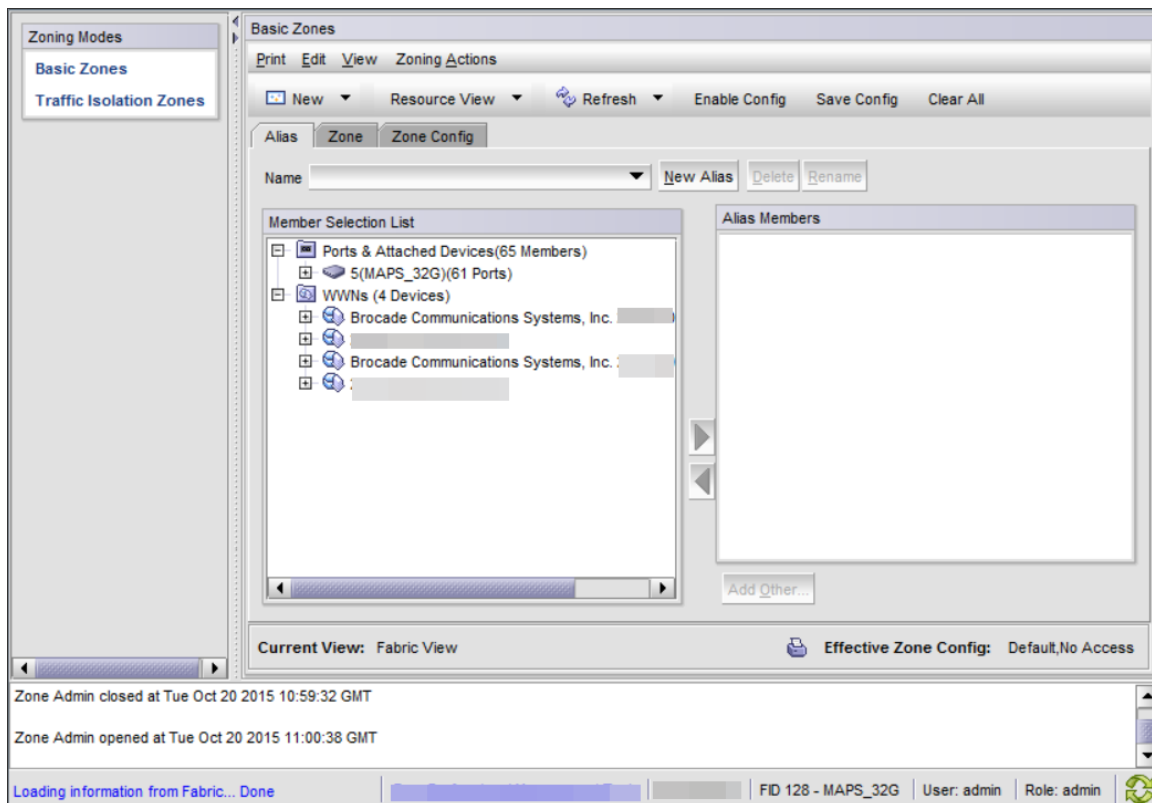 Zoning Modes
Basic Zones
Traffic Isolation Zones
Basic Zones
Print Edit View Zoning Actions
New Resource View Refresh Enable Config Save Config Clear All
Alias Zone Zone Config
Name New Alias Delete Rename
Member Selection List
Ports & Attached Devices(65 Members)
5(MAPS_32G)(61 Ports)
WWNs (4 Devices)
Brocade Communications Systems, Inc.
Brocade Communications Systems, Inc.
Alias Members
Add Other...
Current View: Fabric View Effective Zone Config: Default,No Access
Zone Admin closed at Tue Oct 20 2015 10:59:32 GMT
Zone Admin opened at Tue Oct 20 2015 11:00:38 GMT
Loading information from Fabric... Done FID 128 - MAPS_32G User: admin Role: admin